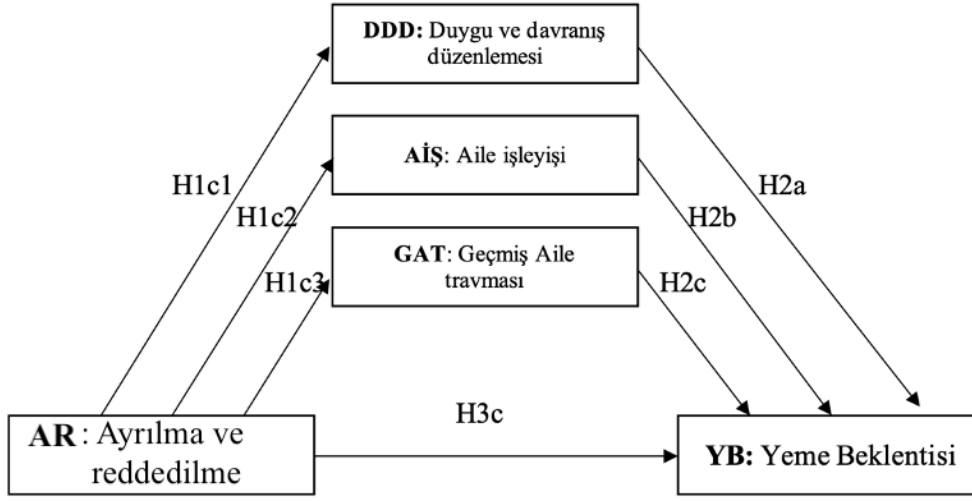 DDD: Duygu ve davranış
düzenlemesi
AİŞ: Aile işleyişi
H1c1
H2a
H1c2
H2b
GAT: Geçmiş Aile
travması
H1c3
H2c
H3c
AR: Ayrılma ve
reddedilme
YB: Yeme Beklentisi